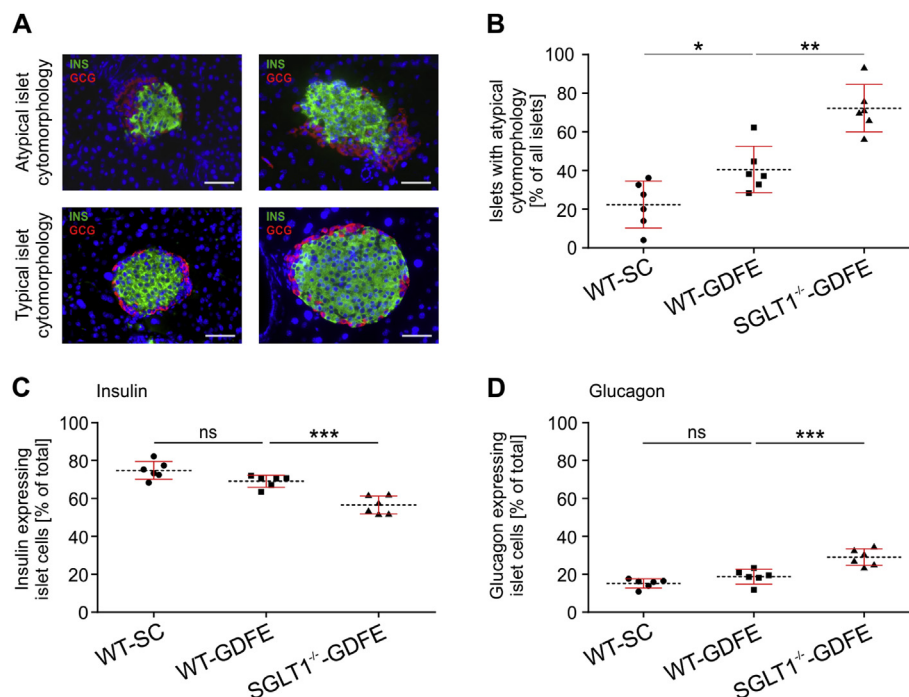 A
Atypical islet
cytomorphology
INS
GCG
INS
GCG
Typical islet
cytomorphology
INS
GCG
INS
GCG
B
Islets with atypical
cytomorphology
[% of all islets]
100
80
60
40
20
0
*
**
WT-SC
WT-GDFE
SGLT1-/--GDFE
C
Insulin
Insulin expressing
islet cells [% of total]
100
80
60
40
20
0
ns
***
WT-SC
WT-GDFE
SGLT1-/--GDFE
D
Glucagon
Glucagon expressing
islet cells [% of total]
100
80
60
40
20
0
ns
***
WT-SC
WT-GDFE
SGLT1-/--GDFE